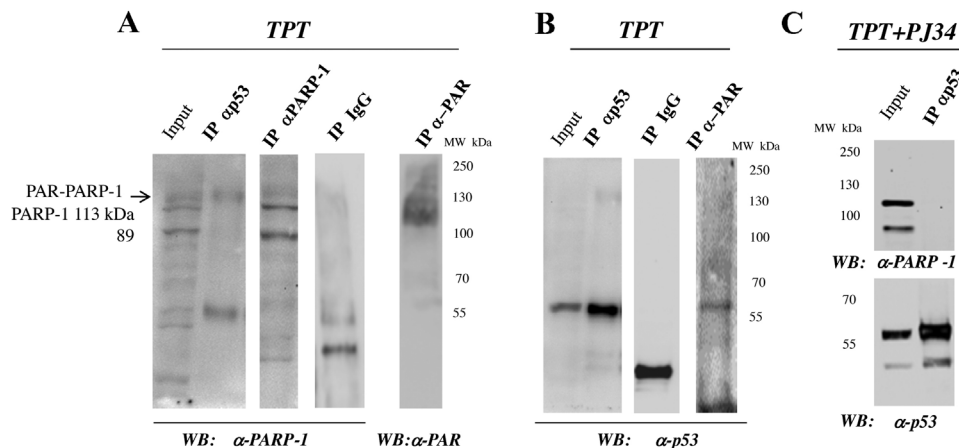 A
TPT
Input
IP αp53
IP αPARP-1
IP IgG
IP α-PAR
MW kDa
250
130
100
70
55
PAR-PARP-1
PARP-1 113 kDa
89
WB: α-PARP-1
WB:α-PAR
B
TPT
Input
IP αp53
IP IgG
IP α-PAR
MW kDa
250
130
100
70
55
WB: α-p53
C
TPT+PJ34
Input
IP αp53
MW kDa
250
130
100
WB: α-PARP -1
70
55
WB: α-p53